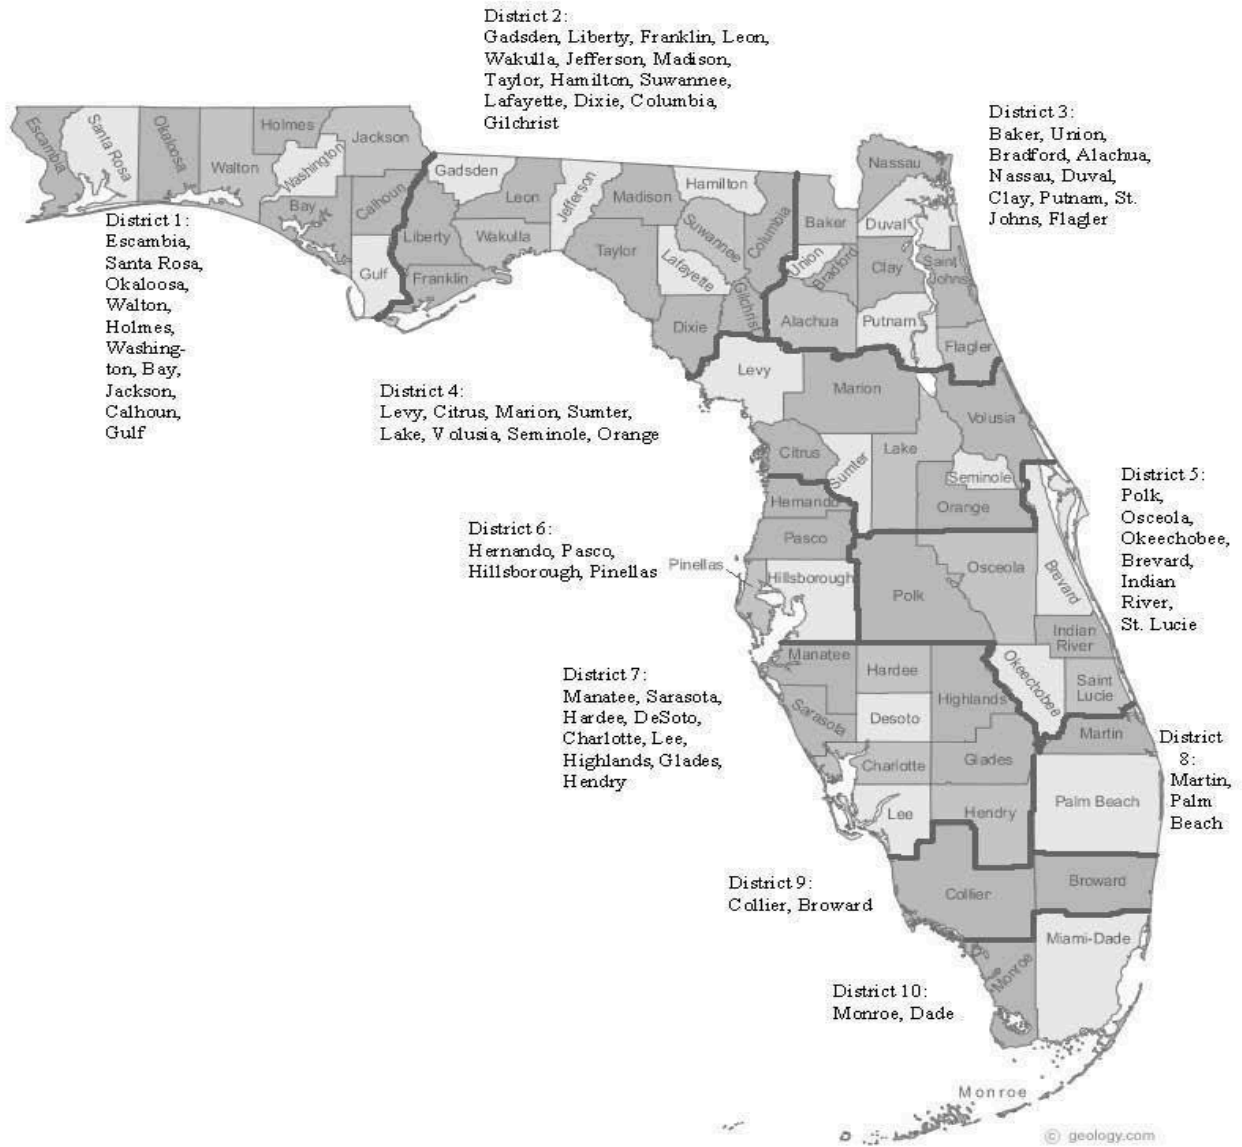 District 2:
Gadsden, Liberty, Franklin, Leon,
Wakulla, Jefferson, Madison,
Taylor, Hamilton, Suwannee,
Lafayette, Dixie, Columbia,
Gilchrist
District 3:
Baker, Union,
Bradford, Alachua,
Nassau, Duval,
Clay, Putnam, St.
Johns, Flagler
Escambia
Santa Rosa
Okaloosa
Walton
Holmes
Washington
Jackson
Bay
Calhoun
Gulf
Gadsden
Liberty
Franklin
Leon
Wakulla
Jefferson
Madison
Taylor
Hamilton
Suwannee
Lafayette
Dixie
Gilchrist
Columbia
Baker
Union
Bradford
Alachua
Nassau
Duval
Clay
Saint
Johns
Putnam
Flagler
District 1:
Escambia,
Santa Rosa,
Okaloosa,
Walton,
Holmes,
Washing-
ton, Bay,
Jackson,
Calhoun,
Gulf
District 4:
Levy, Citrus, Marion, Sumter,
Lake, Volusia, Seminole, Orange
Levy
Marion
Volusia
Citrus
Sumter
Lake
Seminole
Orange
District 5:
Polk,
Osceola,
Okeechobee,
Brevard,
Indian
River,
St. Lucie
District 6:
Hernando, Pasco,
Hillsborough, Pinellas
Hernando
Pasco
Pinellas
Hillsborough
Polk
Osceola
Brevard
Indian
River
Okeechobee
Saint
Lucie
District 7:
Manatee, Sarasota,
Hardee, DeSoto,
Charlotte, Lee,
Highlands, Glades,
Hendry
Manatee
Hardee
Highlands
Sarasota
Desoto
Charlotte
Glades
Lee
Hendry
Martin
Palm Beach
District
8:
Martin,
Palm
Beach
District 9:
Collier, Broward
Collier
Broward
District 10:
Monroe, Dade
Monroe
Miami-Dade
Monroe
© geology.com